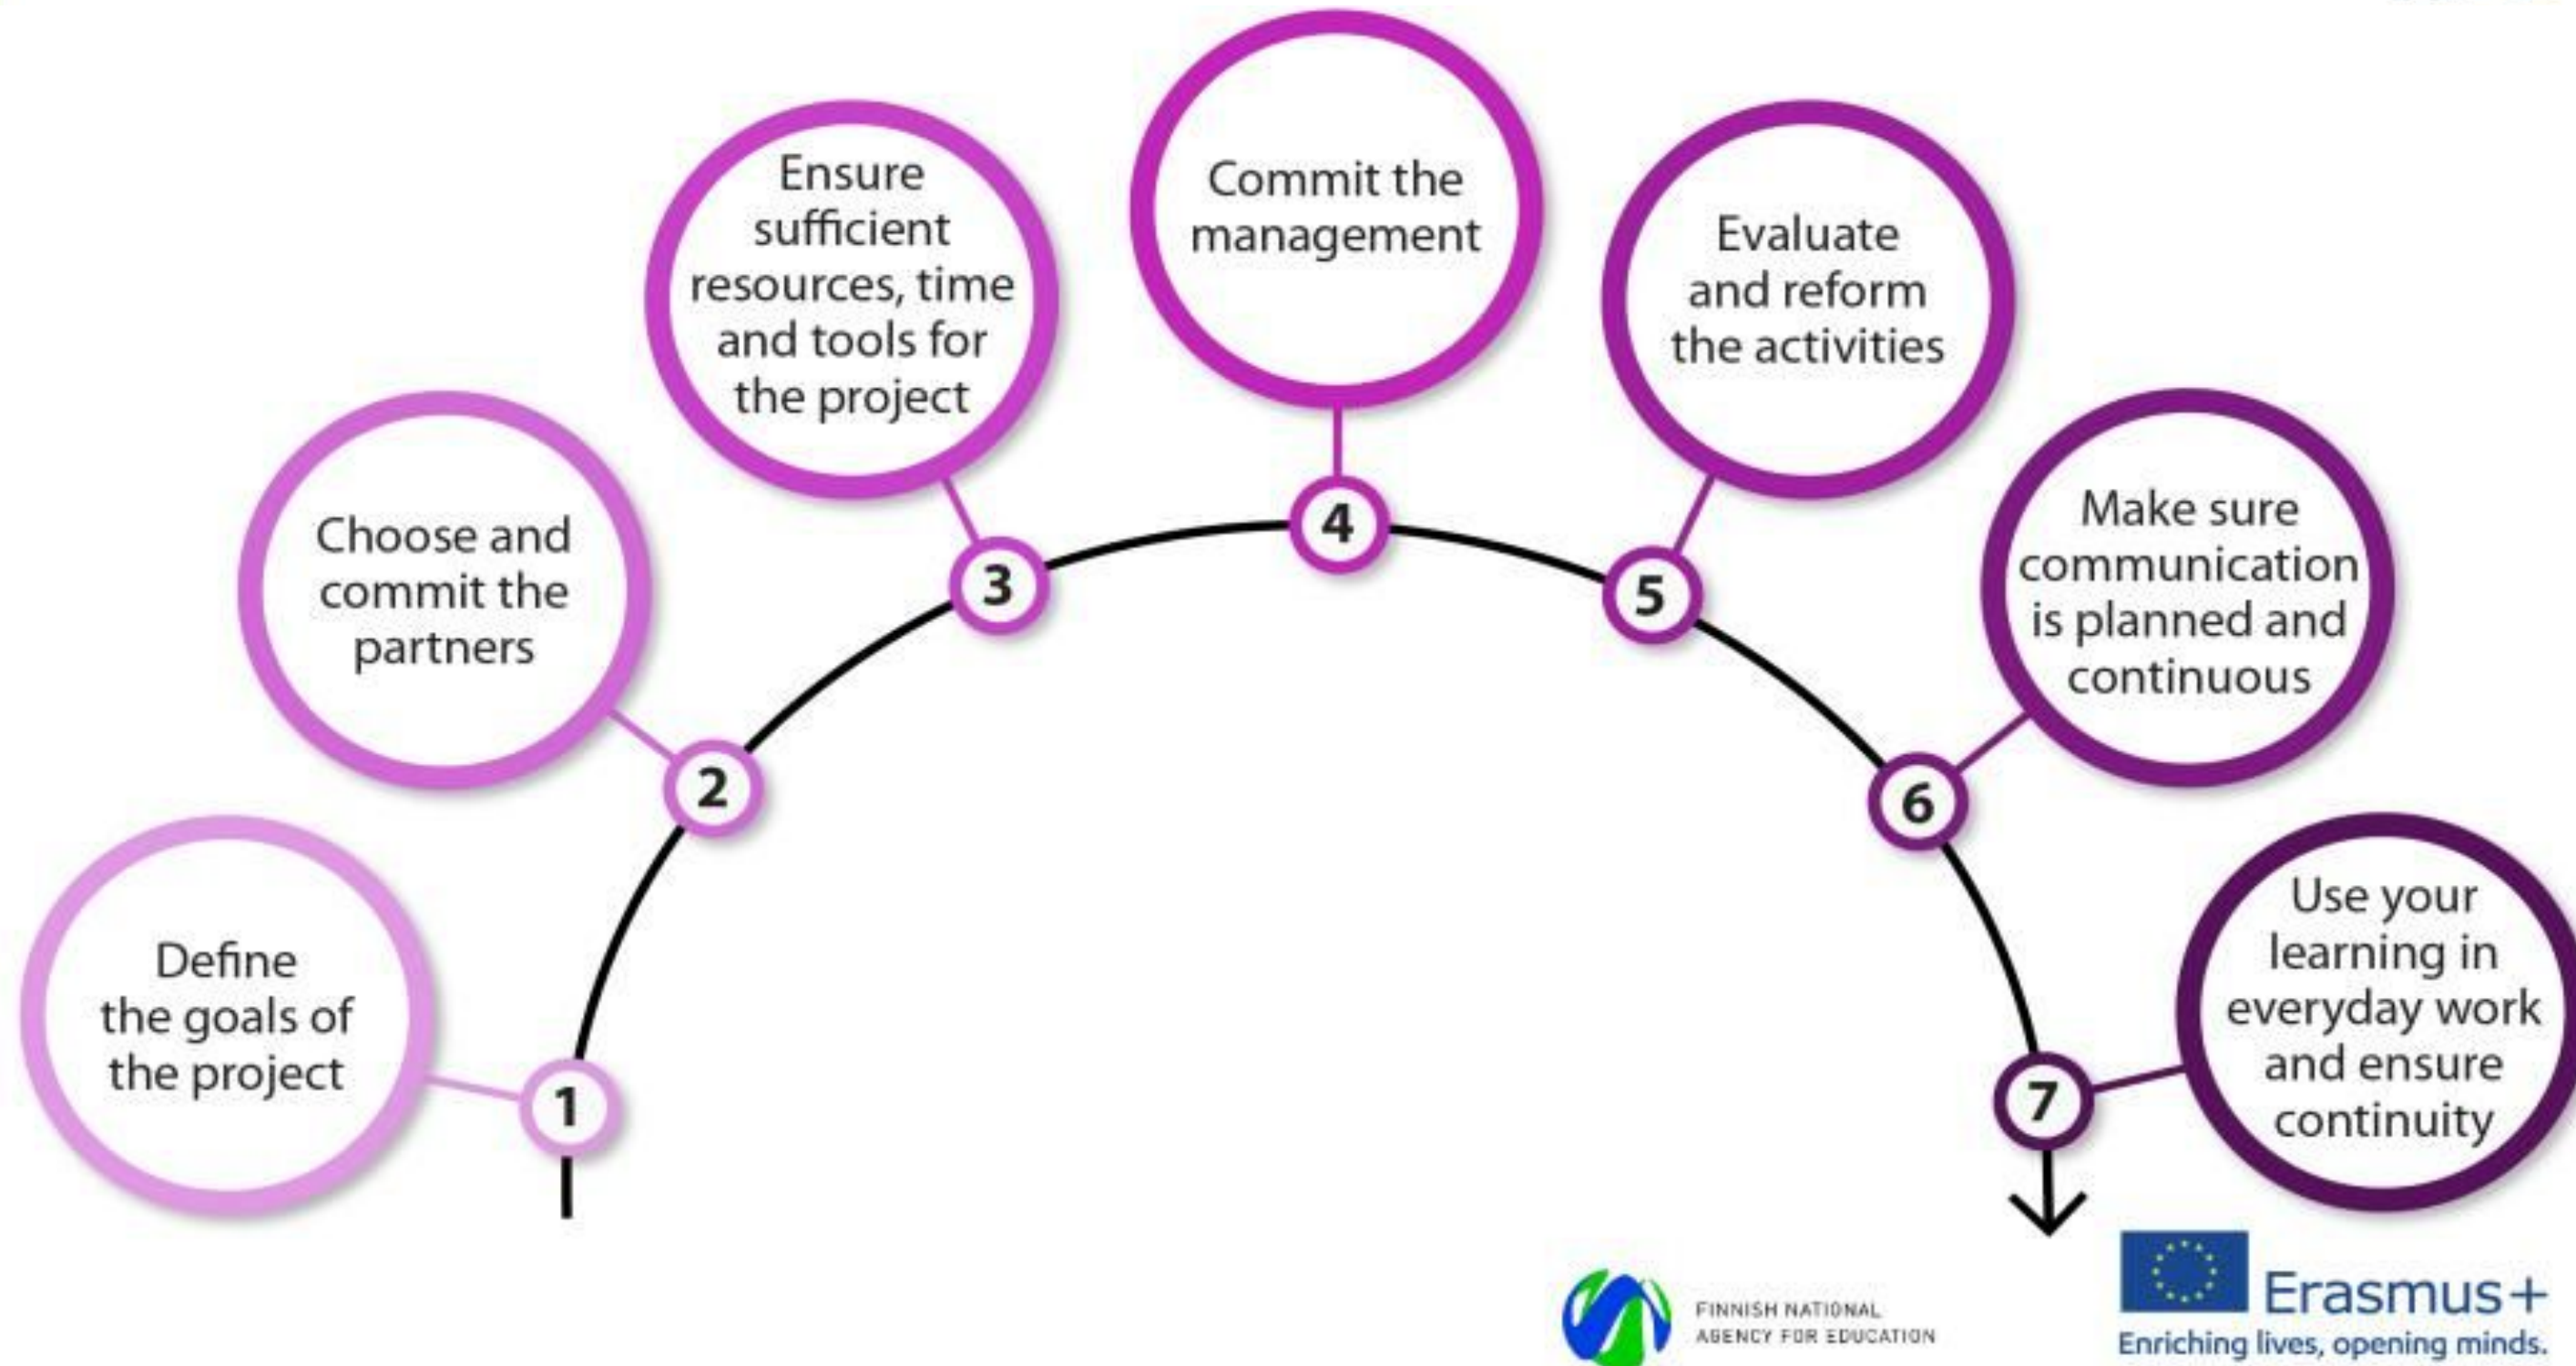 Define
the goals of
the project
1
Choose and
commit the
partners
2
Ensure
sufficient
resources, time
and tools for
the project
3
Commit the
management
4
Evaluate
and reform
the activities
5
Make sure
communication
is planned and
continuous
6
Use your
learning in
everyday work
and ensure
continuity
7
FINNISH NATIONAL
AGENCY FOR EDUCATION
Erasmus+
Enriching lives, opening minds.